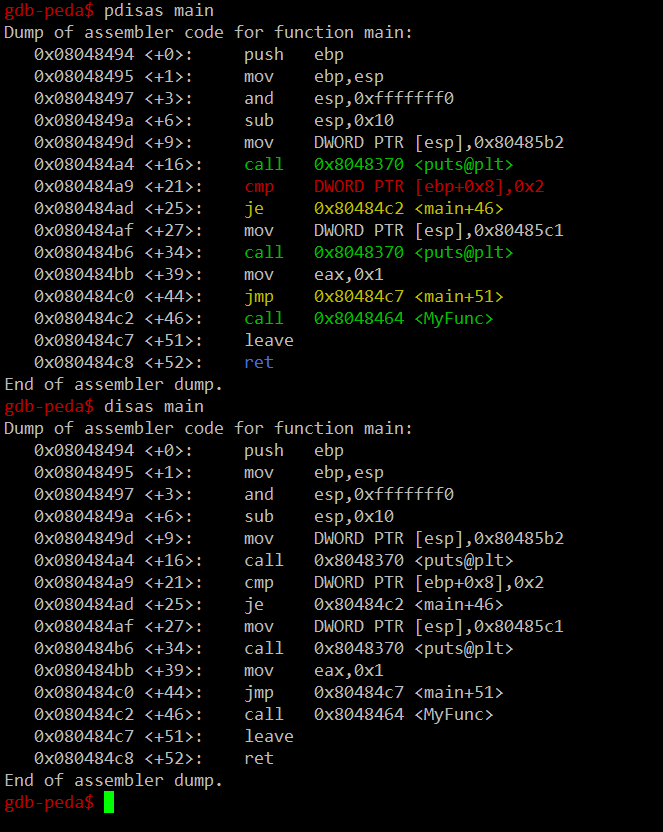 gdb-peda$ pdisas main
Dump of assembler code for function main:
   0x08048494 <+0>:	push   ebp
   0x08048495 <+1>:	mov    ebp,esp
   0x08048497 <+3>:	and    esp,0xfffffff0
   0x0804849a <+6>:	sub    esp,0x10
   0x0804849d <+9>:	mov    DWORD PTR [esp],0x80485b2
   0x080484a4 <+16>:	call   0x8048370 <puts@plt>
   0x080484a9 <+21>:	cmp    DWORD PTR [ebp+0x8],0x2
   0x080484ad <+25>:	je     0x80484c2 <main+46>
   0x080484af <+27>:	mov    DWORD PTR [esp],0x80485c1
   0x080484b6 <+34>:	call   0x8048370 <puts@plt>
   0x080484bb <+39>:	mov    eax,0x1
   0x080484c0 <+44>:	jmp    0x80484c7 <main+51>
   0x080484c2 <+46>:	call   0x8048464 <MyFunc>
   0x080484c7 <+51>:	leave
   0x080484c8 <+52>:	ret
End of assembler dump.
gdb-peda$ disas main
Dump of assembler code for function main:
   0x08048494 <+0>:	push   ebp
   0x08048495 <+1>:	mov    ebp,esp
   0x08048497 <+3>:	and    esp,0xfffffff0
   0x0804849a <+6>:	sub    esp,0x10
   0x0804849d <+9>:	mov    DWORD PTR [esp],0x80485b2
   0x080484a4 <+16>:	call   0x8048370 <puts@plt>
   0x080484a9 <+21>:	cmp    DWORD PTR [ebp+0x8],0x2
   0x080484ad <+25>:	je     0x80484c2 <main+46>
   0x080484af <+27>:	mov    DWORD PTR [esp],0x80485c1
   0x080484b6 <+34>:	call   0x8048370 <puts@plt>
   0x080484bb <+39>:	mov    eax,0x1
   0x080484c0 <+44>:	jmp    0x80484c7 <main+51>
   0x080484c2 <+46>:	call   0x8048464 <MyFunc>
   0x080484c7 <+51>:	leave
   0x080484c8 <+52>:	ret
End of assembler dump.
gdb-peda$